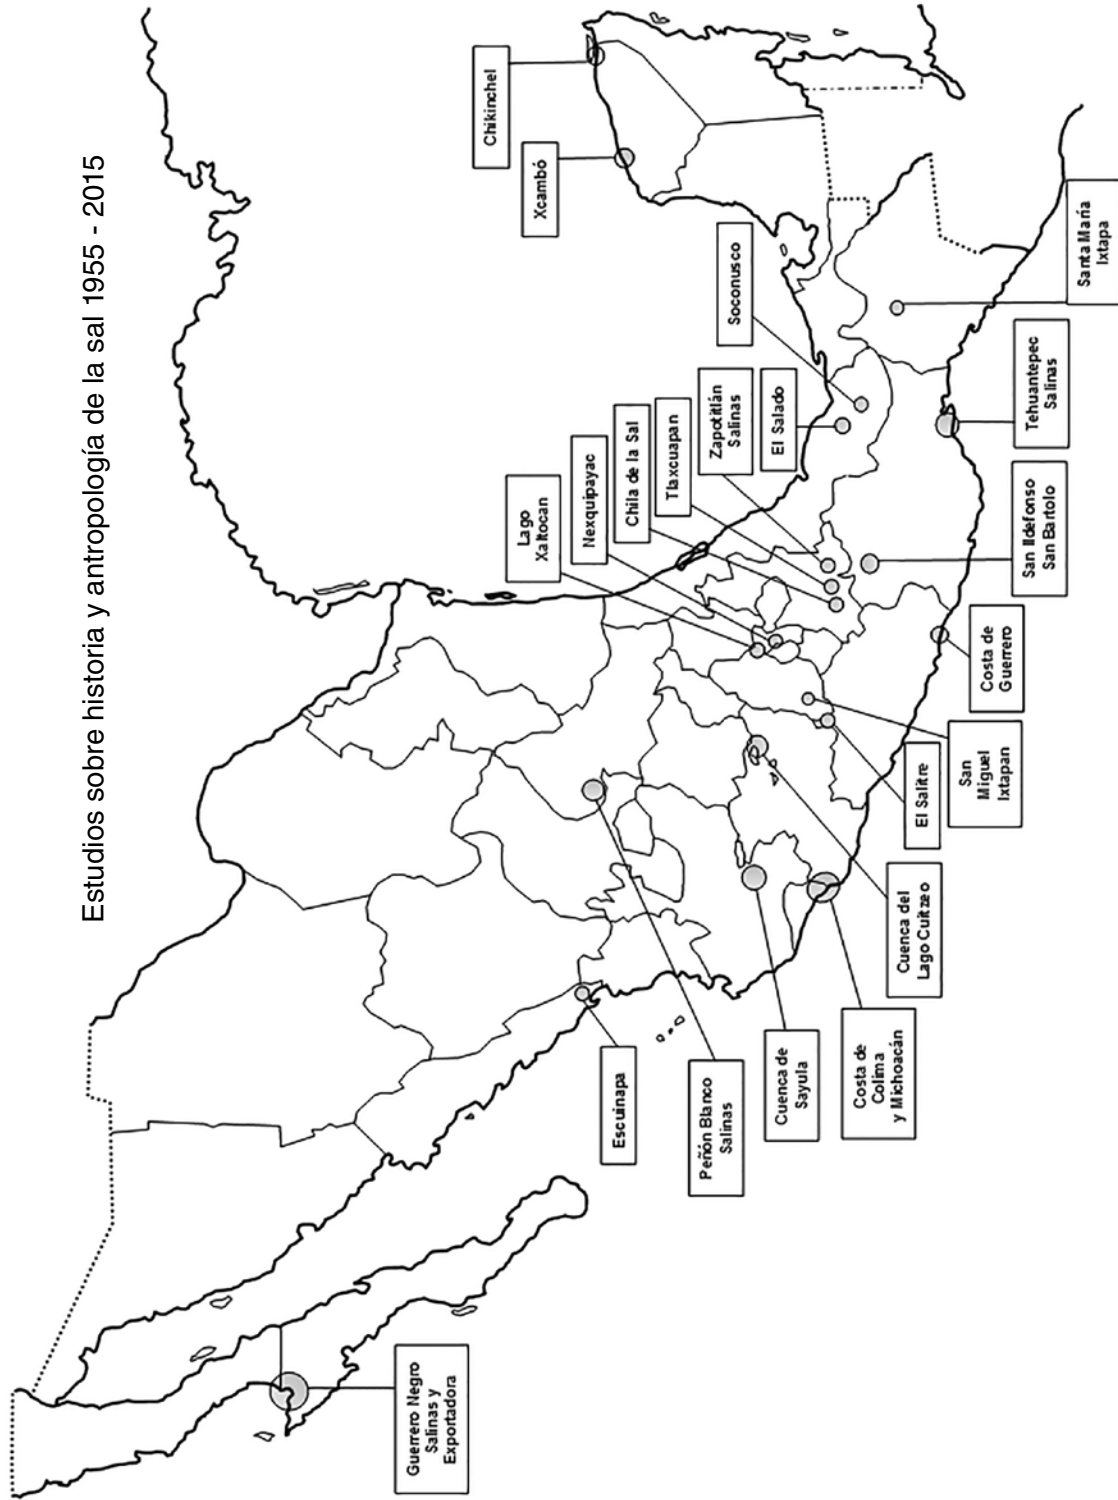 Estudios sobre historia y antropología de la sal 1955 - 2015
Guerrero Negro
Salinas y
Exportadora
Escuinapa
Peñón Blanco
Salinas
Cuenca de
Sayula
Costa de
Colima
y Michoacán
Cuenca del
Lago Cuitzeo
El Salitre
San
Miguel
Ixtapan
Costa de
Guerrero
Lago
Xaltocan
Nexquipayac
Chila de la Sal
Tlaxcuapan
Zapotitlán
Salinas
El Salado
Soconusco
San Ildefonso
San Bartolo
Tehuantepec
Salinas
Santa María
Ixtapa
Xcambó
Chikinchel